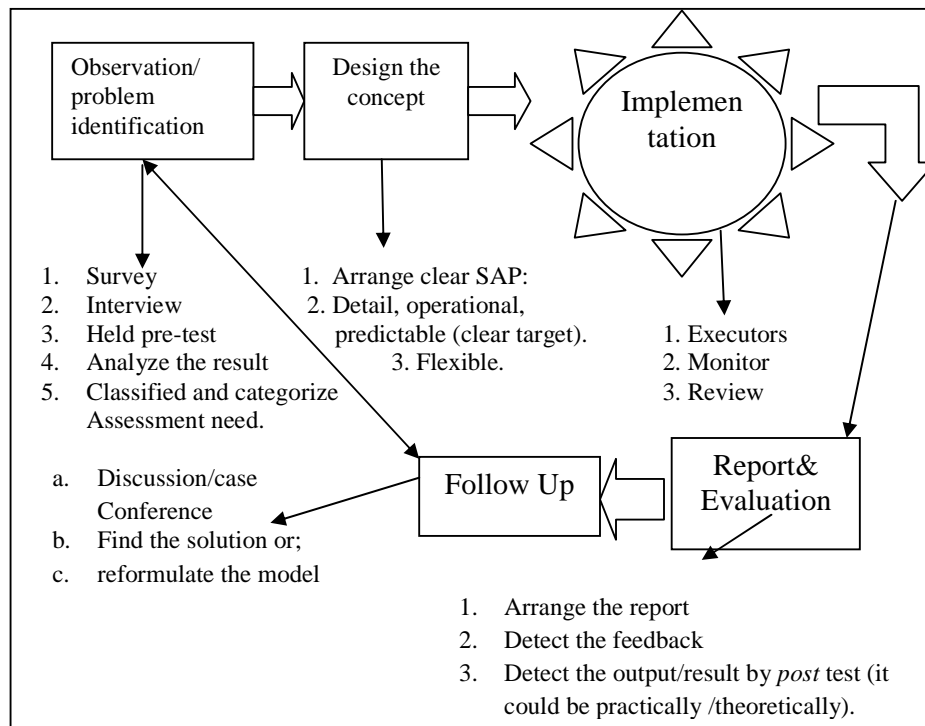 Observation/
problem
identification
Design the
concept
Implemen
tation
1. Survey
2. Interview
3. Held pre-test
4. Analyze the result
5. Classified and categorize
Assessment need.
1. Arrange clear SAP:
2. Detail, operational,
predictable (clear target).
3. Flexible.
1. Executors
2. Monitor
3. Review
a. Discussion/case
Conference
b. Find the solution or;
c. reformulate the model
Follow Up
Report&
Evaluation
1. Arrange the report
2. Detect the feedback
3. Detect the output/result by post test (it
could be practically /theoretically).